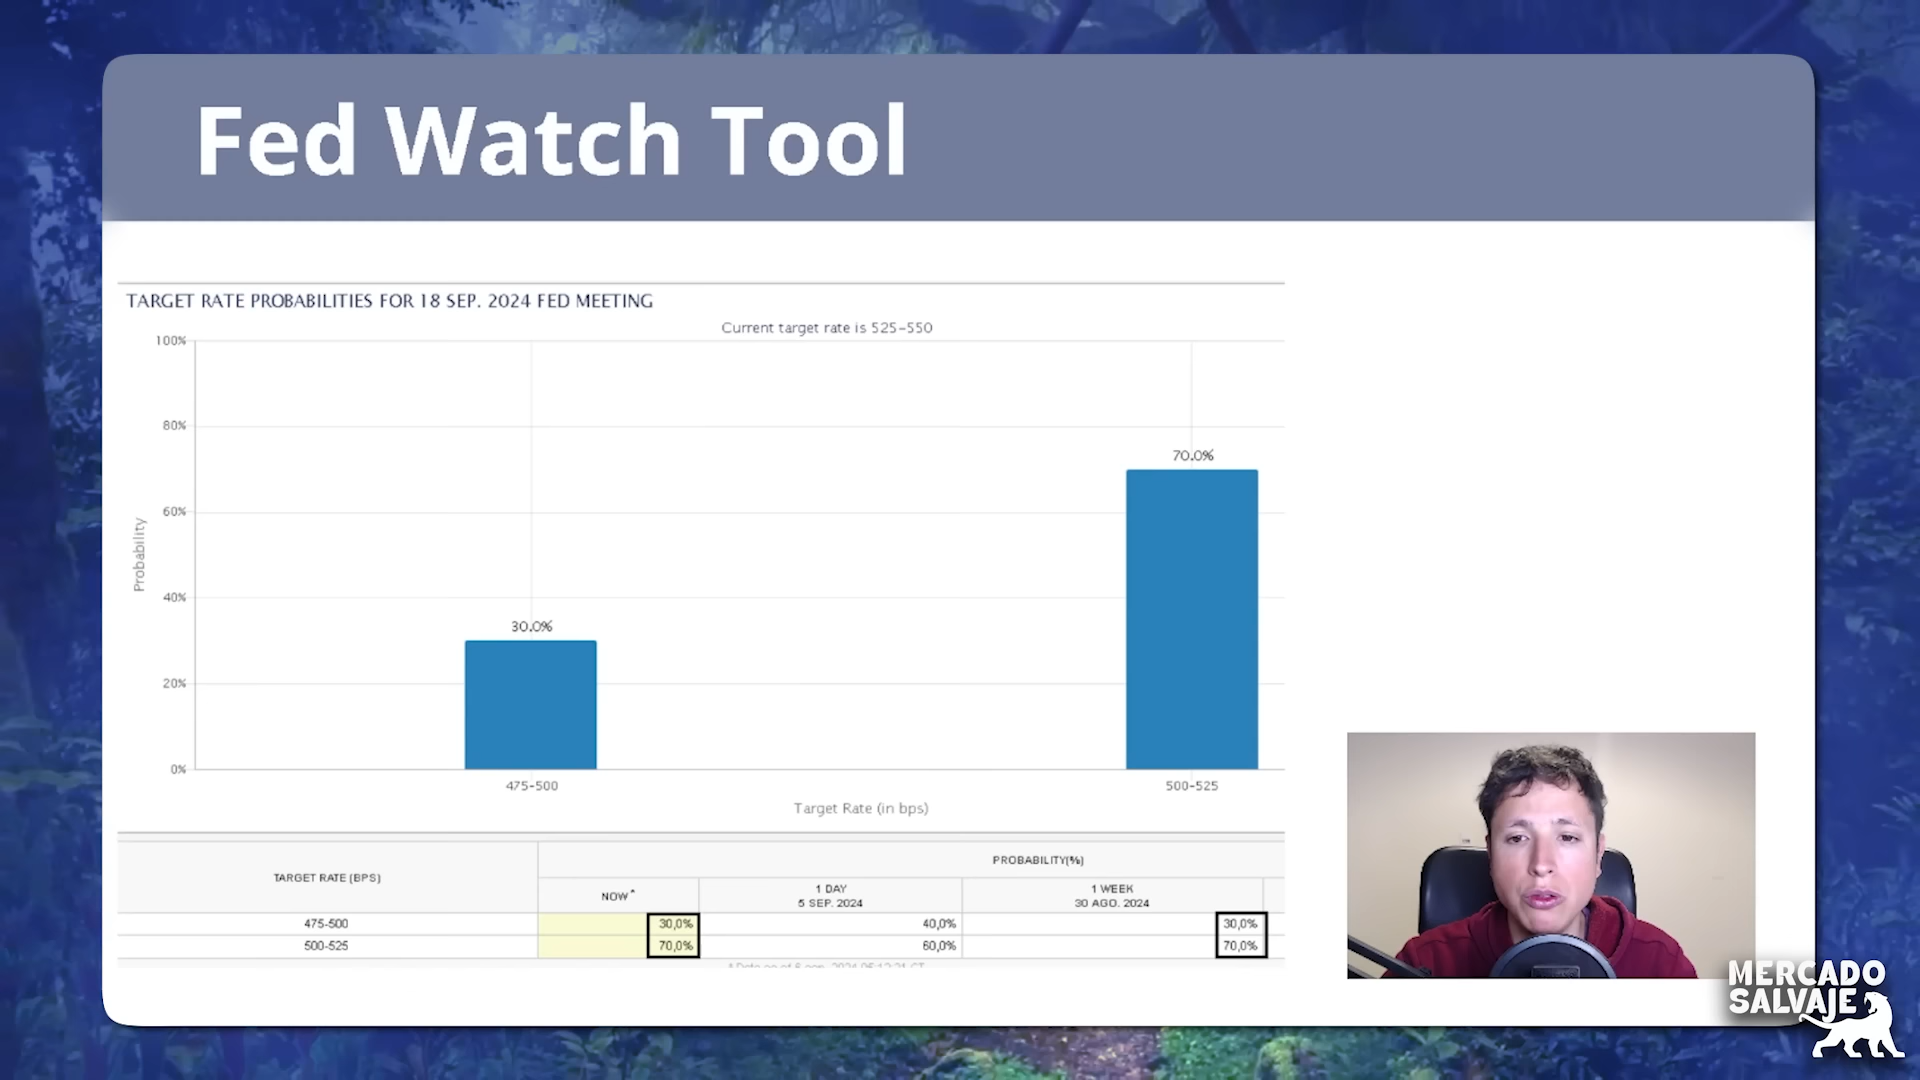 Fed Watch Tool
TARGET RATE PROBABILITIES FOR 18 SEP. 2024 FED MEETING
Current target rate is 525–550
100%
80%
60%
40%
20%
0%
Probability
30.0%
70.0%
475-500
500-525
Target Rate (in bps)
TARGET RATE (BPS)
PROBABILITY(%)
NOW *
1 DAY
5 SEP. 2024
1 WEEK
30 AGO. 2024
475-500 30,0% 40,0% 30,0%
500-525 70,0% 60,0% 70,0%
MERCADO
SALVAJE